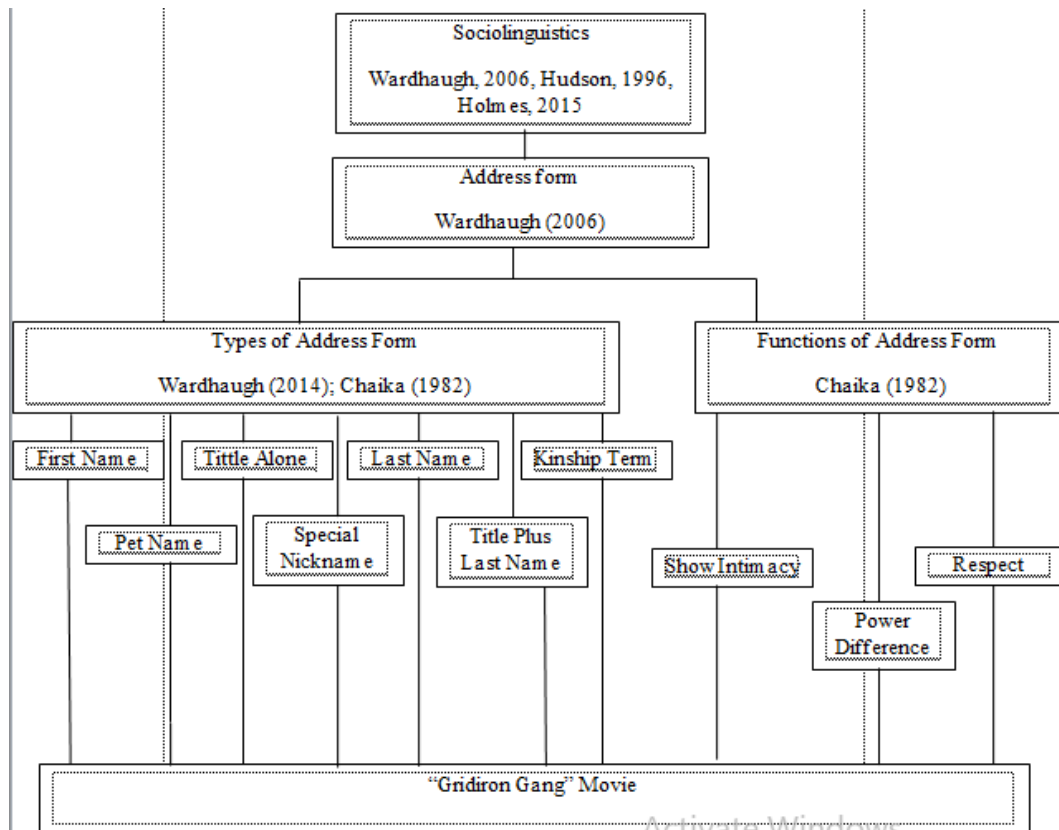 Sociolinguistics
Wardhaugh, 2006, Hudson, 1996,
Holmes, 2015
Address form
Wardhaugh (2006)
Types of Address Form
Wardhaugh (2014); Chaika (1982)
Functions of Address Form
Chaika (1982)
First Name
Tittle Alone
Last Name
Kinship Term
Pet Name
Special
Nickname
Title Plus
Last Name
Show Intimacy
Respect
Power
Difference
“Gridiron Gang” Movie
Activate Windows